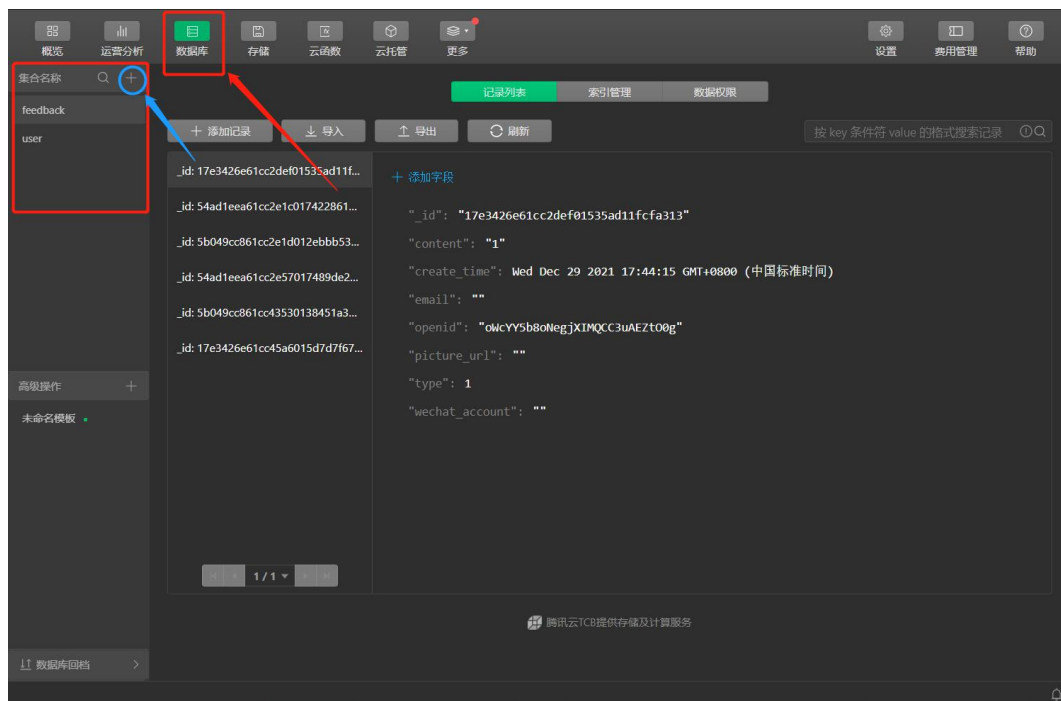 概览 运营分析 数据库 存储 云函数 云托管 更多 设置 费用管理 帮助
集合名称
feedback
user
记录列表 索引管理 数据权限
添加记录 导入 导出 刷新 按 key 条件符 value 的格式搜索记录
_id: 17e3426e61cc2def01535ad11f...
_id: 54ad1eea61cc2e1c017422861...
_id: 5b049cc861cc2e1d012ebbb53...
_id: 54ad1eea61cc2e57017489de2...
_id: 5b049cc861cc43530138451a3...
_id: 17e3426e61cc45a6015d7d7f67...
+ 添加字段
"_id": "17e3426e61cc2def01535ad11fcfa313"
"content": "1"
"create_time": Wed Dec 29 2021 17:44:15 GMT+0800 (中国标准时间)
"email": ""
"openid": "oWcYY5b8oNegjXIMQCC3uAEZtO0g"
"picture_url": ""
"type": 1
"wechat_account": ""
高级操作
未命名模板
1 / 1
腾讯云TCB提供存储及计算服务
数据库回档